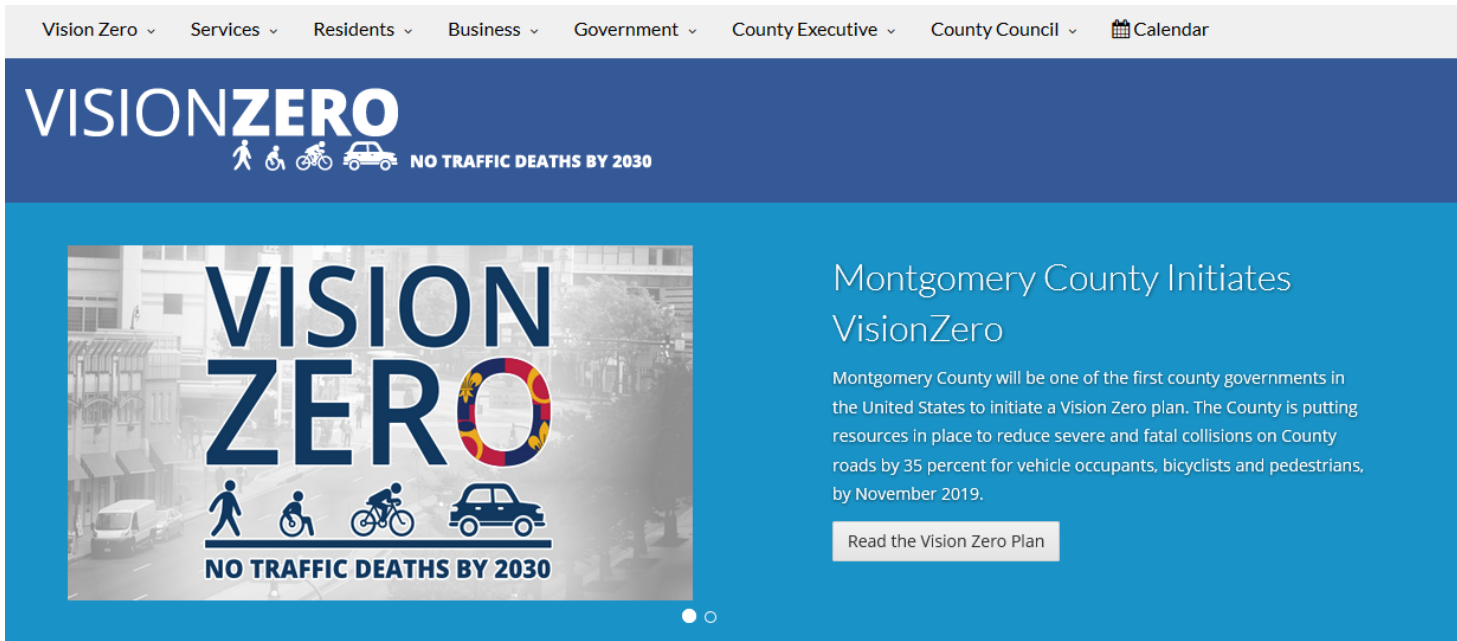 Vision Zero Services Residents Business Government County Executive County Council Calendar
VISIONZERO
NO TRAFFIC DEATHS BY 2030
VISION
ZERO
NO TRAFFIC DEATHS BY 2030
Montgomery County Initiates
VisionZero
Montgomery County will be one of the first county governments in
the United States to initiate a Vision Zero plan. The County is putting
resources in place to reduce severe and fatal collisions on County
roads by 35 percent for vehicle occupants, bicyclists and pedestrians,
by November 2019.
Read the Vision Zero Plan